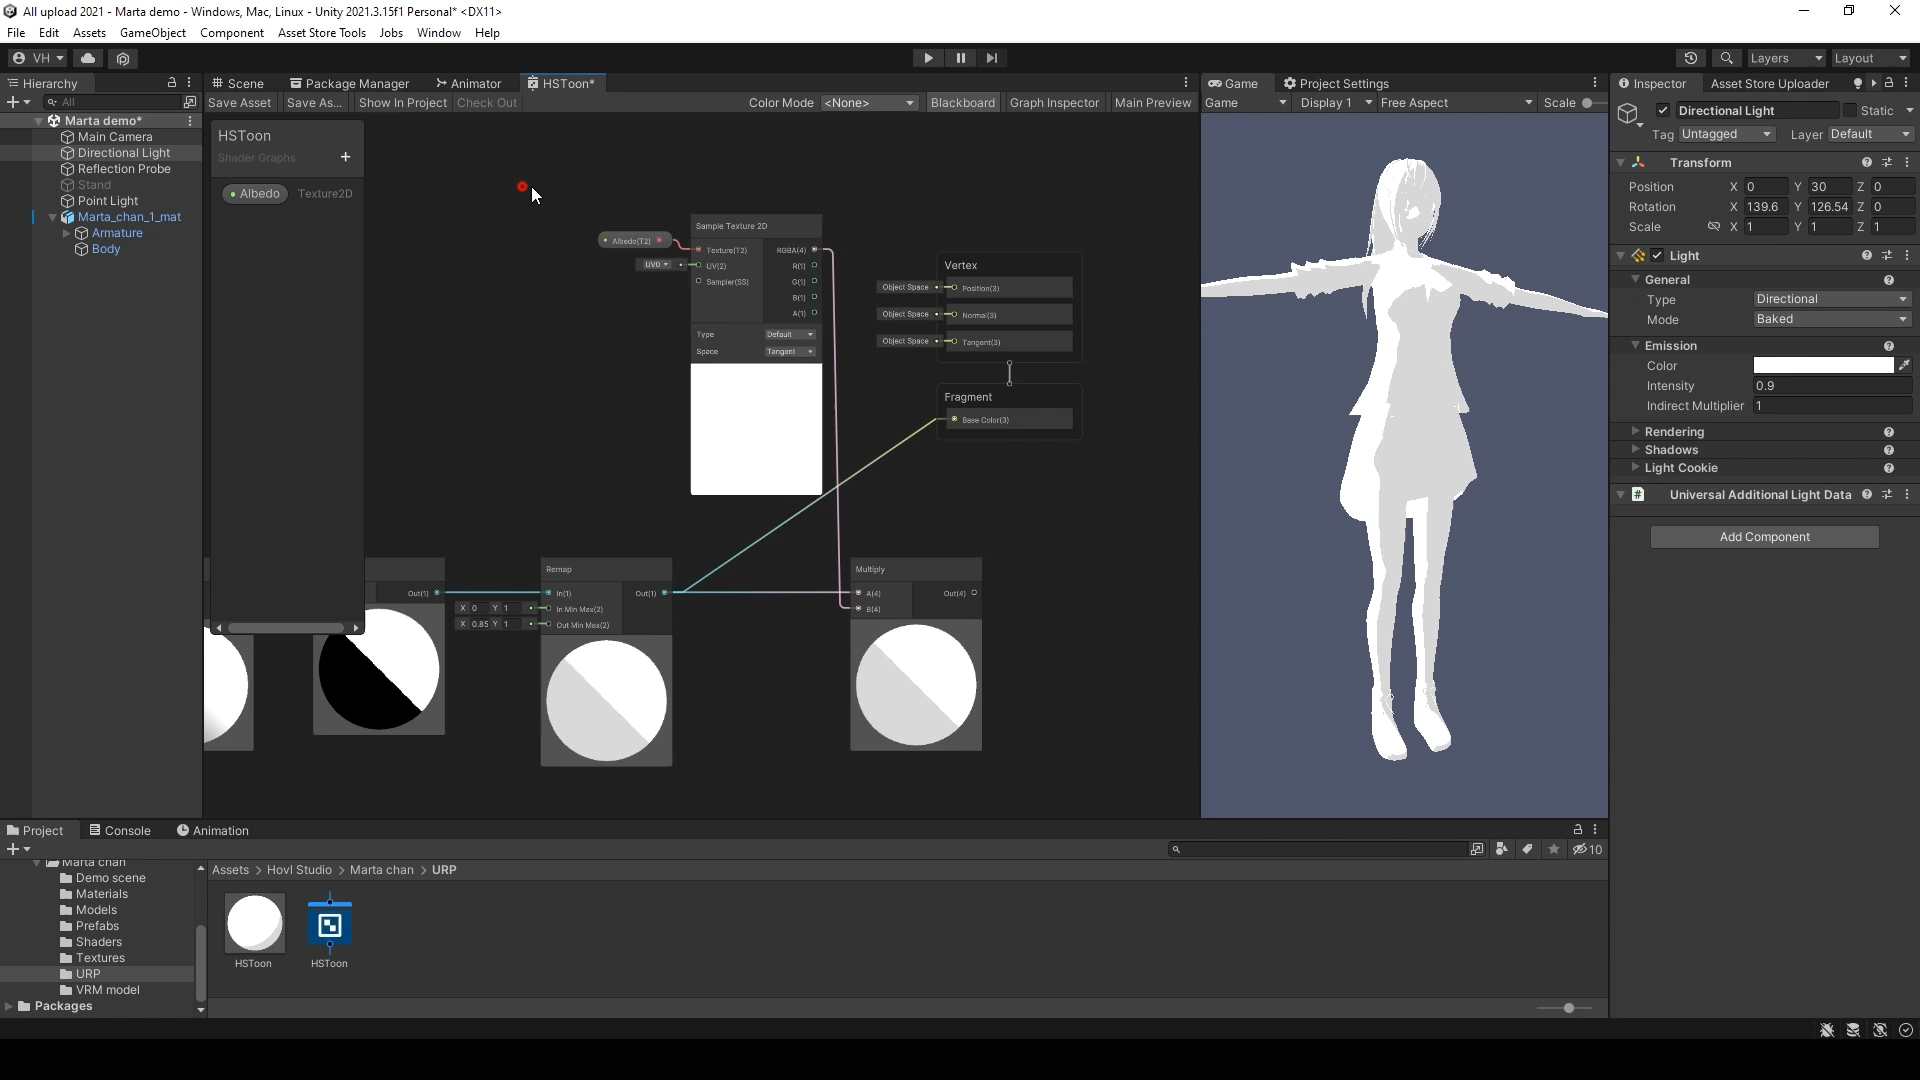 All upload 2021 - Marta demo - Windows, Mac, Linux - Unity 2021.3.15f1 Personal* <DX11>
File Edit Assets GameObject Component Asset Store Tools Jobs Window Help
VH
Layers Layout
Hierarchy
All
Marta demo*
Main Camera
Directional Light
Reflection Probe
Stand
Point Light
Marta_chan_1_mat
Armature
Body
Scene Package Manager Animator HSToon*
Save Asset Save As... Show In Project Check Out Color Mode <None> Blackboard Graph Inspector Main Preview
HSToon
Shader Graphs
Albedo Texture2D
Albedo(T2)
UV0
Sample Texture 2D
Texture(T2) RGBA(4)
UV(2) R(1)
Sampler(SS) G(1)
B(1)
A(1)
Type Default
Space Tangent
Vertex
Object Space Position(3)
Object Space Normal(3)
Object Space Tangent(3)
Fragment
Base Color(3)
Out(1)
Remap
In(1) Out(1)
X 0 Y 1 In Min Max(2)
X 0.85 Y 1 Out Min Max(2)
Multiply
A(4) Out(4)
B(4)
Game Project Settings
Game Display 1 Free Aspect Scale
Inspector Asset Store Uploader
Directional Light Static
Tag Untagged Layer Default
Transform
Position X 0 Y 30 Z 0
Rotation X 139.6 Y 126.54 Z 0
Scale X 1 Y 1 Z 1
Light
General
Type Directional
Mode Baked
Emission
Color
Intensity 0.9
Indirect Multiplier 1
Rendering
Shadows
Light Cookie
Universal Additional Light Data
Add Component
Project Console Animation
10
Marta chan
Demo scene
Materials
Models
Prefabs
Shaders
Textures
URP
VRM model
Packages
Assets > Hovl Studio > Marta chan > URP
HSToon
HSToon